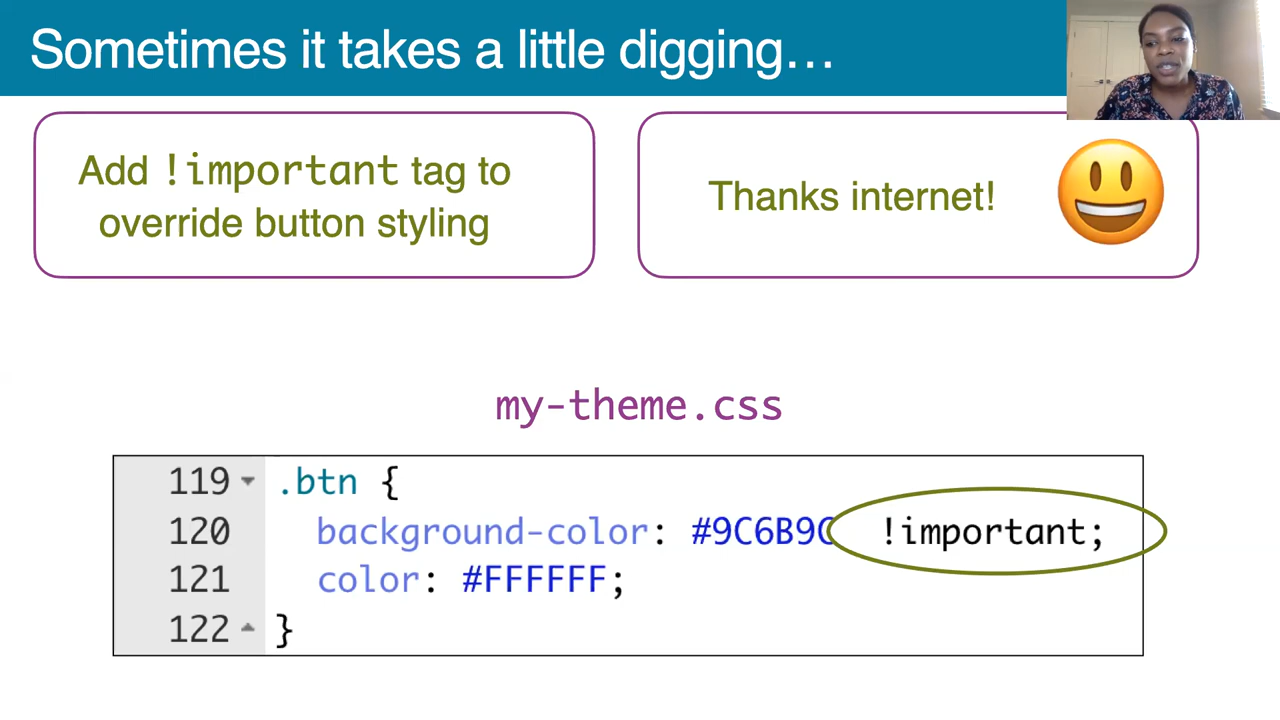 Sometimes it takes a little digging…
Add !important tag to
override button styling
Thanks internet!
my-theme.css
119 .btn {
120 background-color: #9C6B9C !important;
121 color: #FFFFFF;
122 }